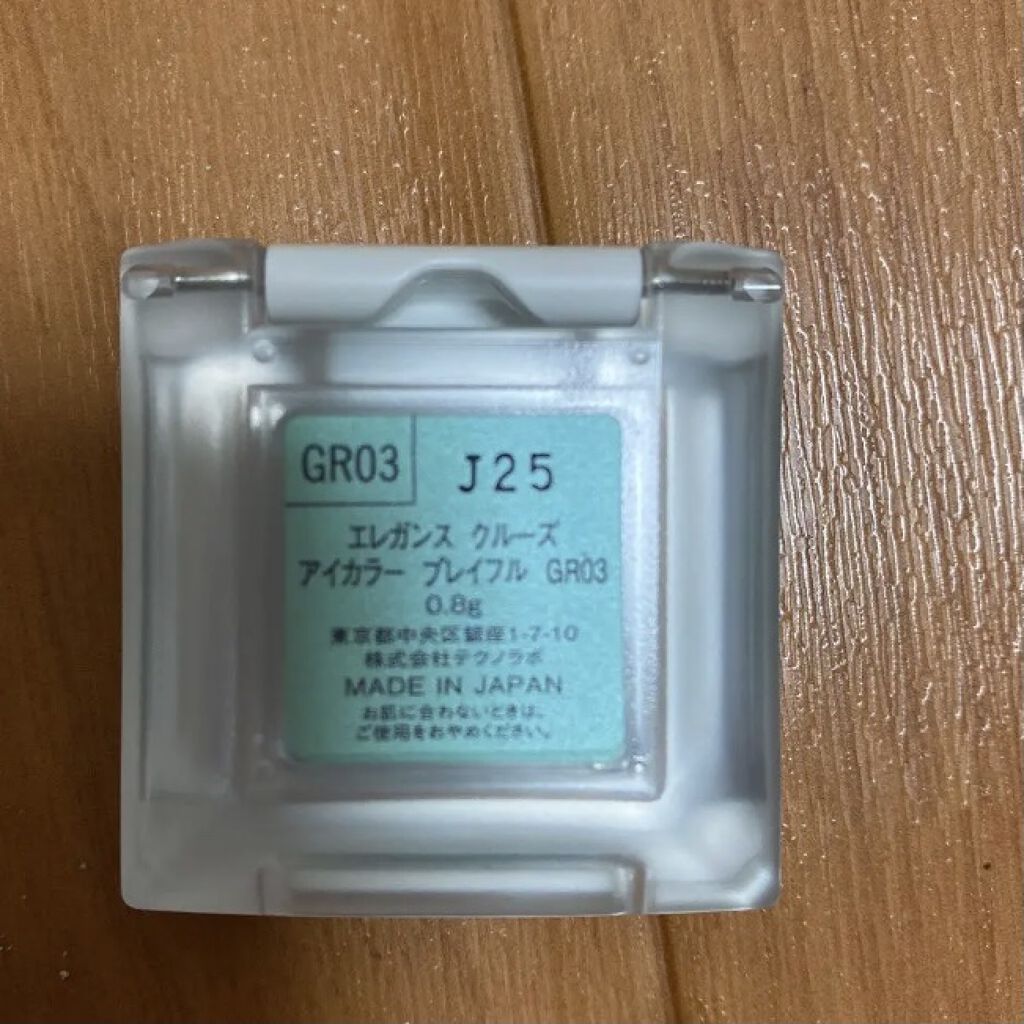 GR03 J25
エレガンス クルーズ
アイカラー プレイフル GR03
0.8g
東京都中央区銀座1-7-10
株式会社テクノラボ
MADE IN JAPAN
お肌に合わないときは、
ご使用をおやめください。